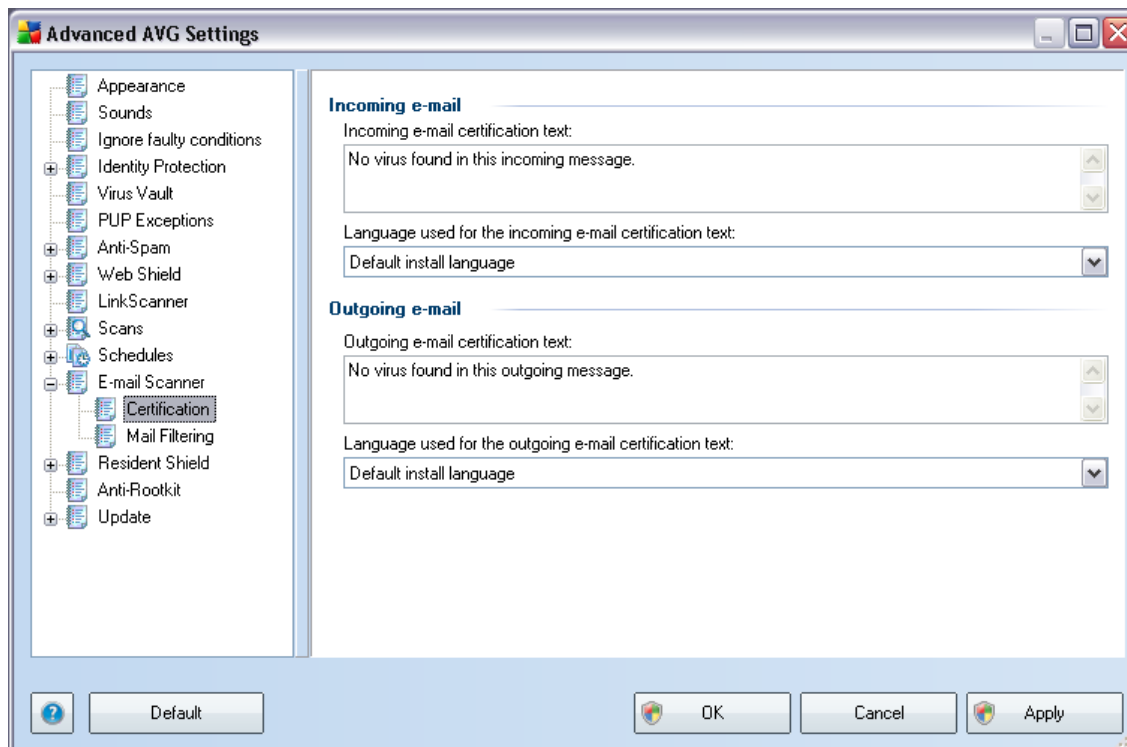 Advanced AVG Settings
Appearance
Sounds
Ignore faulty conditions
Identity Protection
Virus Vault
PUP Exceptions
Anti-Spam
Web Shield
LinkScanner
Scans
Schedules
E-mail Scanner
Certification
Mail Filtering
Resident Shield
Anti-Rootkit
Update
Incoming e-mail
Incoming e-mail certification text:
No virus found in this incoming message.
Language used for the incoming e-mail certification text:
Default install language
Outgoing e-mail
Outgoing e-mail certification text:
No virus found in this outgoing message.
Language used for the outgoing e-mail certification text:
Default install language
Default
OK
Cancel
Apply